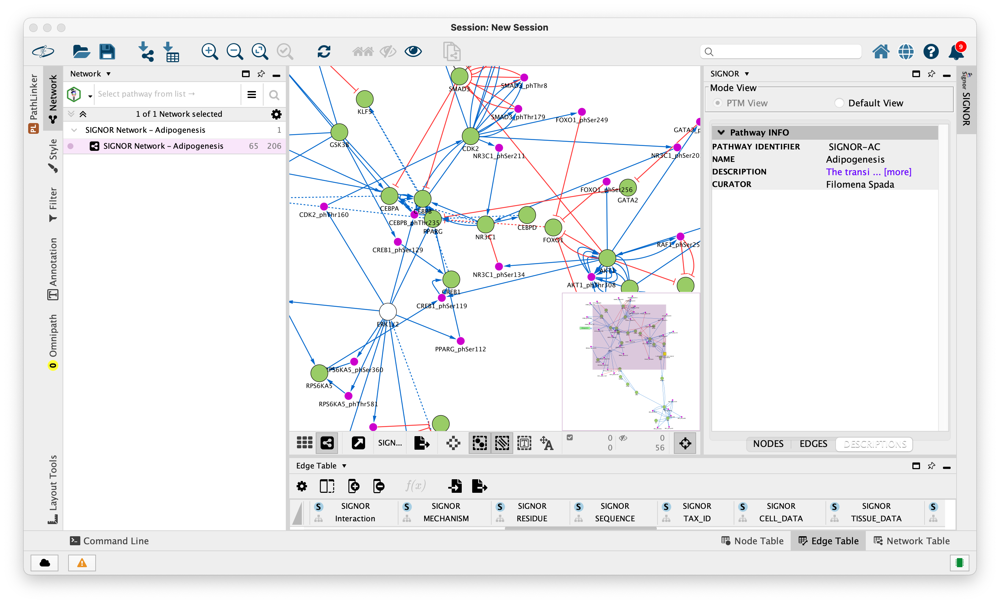 Session: New Session
9
PathLinker
PL
Network
Style
Filter
Annotation
Omnipath
Layout Tools
Network
Select pathway from list →
1 of 1 Network selected
SIGNOR Network – Adipogenesis 1
SIGNOR Network – Adipogenesis 65 206
SMAD3
SMAD3_phThr8
KLF5
SMAD3_phThr179
FOXO1_phSer249
GATA2_p
GSK3B
CDK2
NR3C1_phSer211
NR3C1_phSer20
FOXO1_phSer256
GATA2
CEBPA
CEBPB
CDK2_phThr160
CEBPB_phThr235
PPARG
NR3C1
CEBPD
FOXO1
CREB1_phSer129
RAF1_phSer25
NR3C1_phSer134
AKT1
AKT1_phThr308
CREB1
CREB1_phSer119
ERK1/2
PPARG_phSer112
RPS6KA5_phSer360
RPS6KA5
RPS6KA5_phThr581
SIGN...
0 0
0 56
SIGNOR
Mode View
PTM View Default View
Pathway INFO
PATHWAY IDENTIFIER SIGNOR-AC
NAME Adipogenesis
DESCRIPTION The transi ... [more]
CURATOR Filomena Spada
NODES EDGES DESCRIPTIONS
Signor SIGNOR
Edge Table
f(x)
S SIGNOR Interaction
S SIGNOR MECHANISM
S SIGNOR RESIDUE
S SIGNOR SEQUENCE
S SIGNOR TAX_ID
S SIGNOR CELL_DATA
S SIGNOR TISSUE_DATA
S
Command Line
Node Table Edge Table Network Table